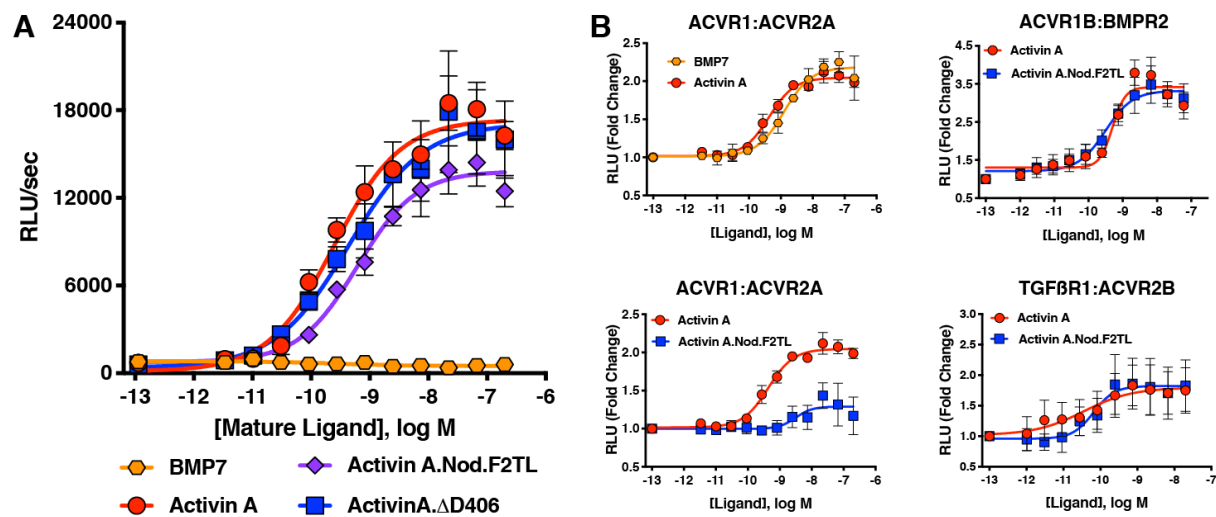 A
24000
18000
12000
6000
0
RLU/sec
-13 -12 -11 -10 -9 -8 -7 -6
[Mature Ligand], log M
BMP7
Activin A.Nod.F2TL
Activin A
ActivinA.ΔD406
B
ACVR1:ACVR2A
BMP7
Activin A
2.5
2.0
1.5
1.0
0.5
RLU (Fold Change)
-13 -12 -11 -10 -9 -8 -7 -6
[Ligand], log M
ACVR1B:BMPR2
Activin A
Activin A.Nod.F2TL
4.5
3.5
2.5
1.5
0.5
RLU (Fold Change)
-13 -12 -11 -10 -9 -8 -7
[Ligand], log M
ACVR1:ACVR2A
Activin A
Activin A.Nod.F2TL
2.5
2.0
1.5
1.0
0.5
RLU (Fold Change)
-13 -12 -11 -10 -9 -8 -7 -6
[Ligand], log M
TGFßR1:ACVR2B
Activin A
Activin A.Nod.F2TL
3.0
2.5
2.0
1.5
1.0
0.5
RLU (Fold Change)
-13 -12 -11 -10 -9 -8 -7
[Ligand], log M